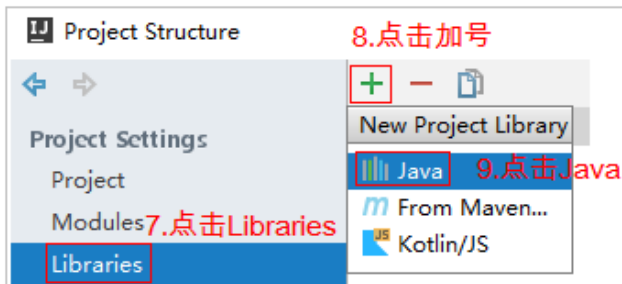 Project Structure
8.点击加号
New Project Library
Project Settings
Java
9.点击Java
Project
From Maven...
Modules
7.点击Libraries
Kotlin/JS
Libraries